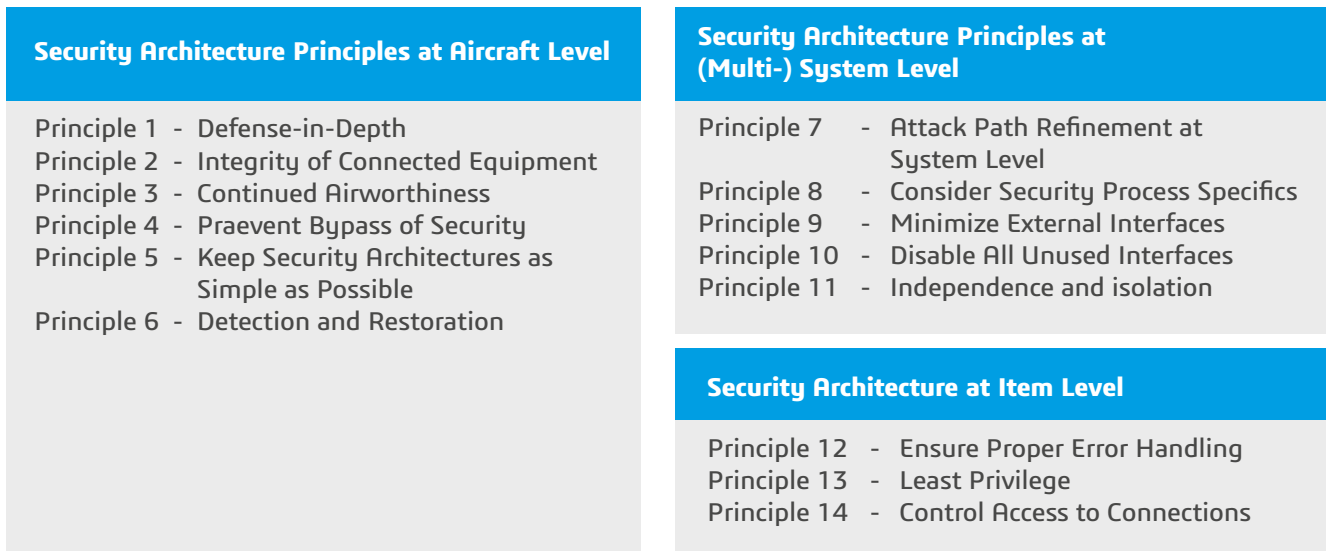 Security Architecture Principles at Aircraft Level
Principle 1 - Defense-in-Depth
Principle 2 - Integrity of Connected Equipment
Principle 3 - Continued Airworthiness
Principle 4 - Praevent Bypass of Security
Principle 5 - Keep Security Architectures as
Simple as Possible
Principle 6 - Detection and Restoration
Security Architecture Principles at
(Multi-) System Level
Principle 7 - Attack Path Refinement at
System Level
Principle 8 - Consider Security Process Specifics
Principle 9 - Minimize External Interfaces
Principle 10 - Disable All Unused Interfaces
Principle 11 - Independence and isolation
Security Architecture at Item Level
Principle 12 - Ensure Proper Error Handling
Principle 13 - Least Privilege
Principle 14 - Control Access to Connections